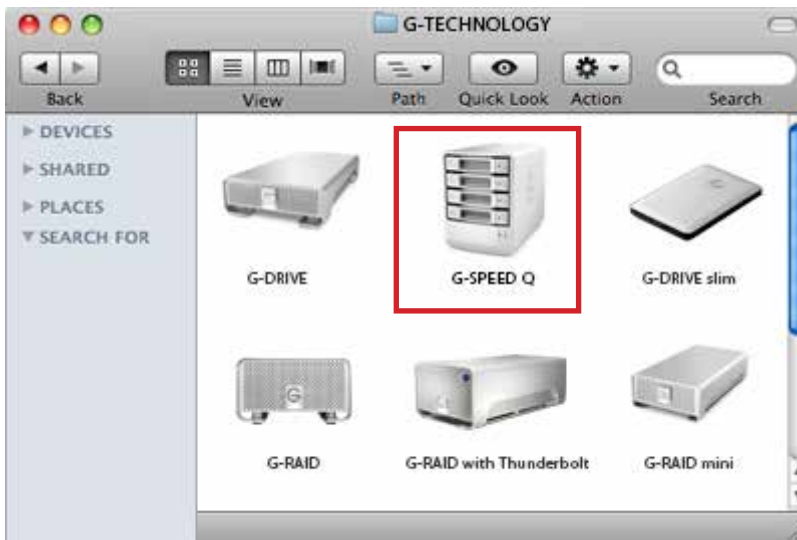 G-TECHNOLOGY
Back View Path Quick Look Action Search
DEVICES
SHARED
PLACES
SEARCH FOR
G-DRIVE G-SPEED Q G-DRIVE slim
G
G-RAID G-RAID with Thunderbolt G-RAID mini